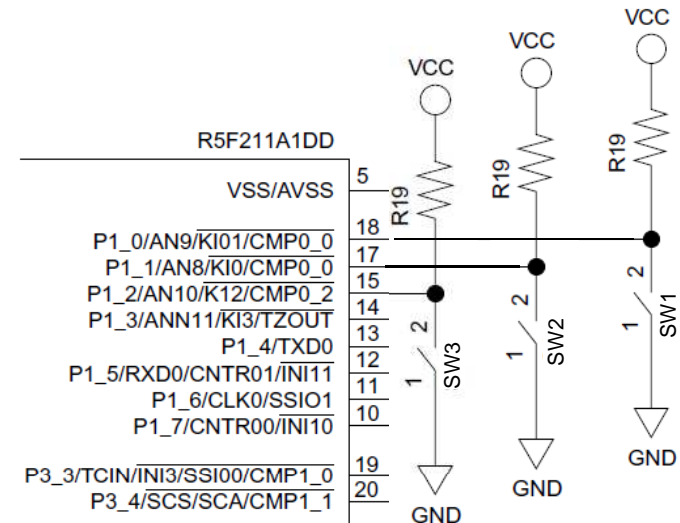 VCC
VCC
VCC
R5F211A1DD
R19
R19
R19
VSS/AVSS 5
P1_0/AN9/KI01/CMP0_0 18
P1_1/AN8/KI0/CMP0_0 17
P1_2/AN10/K12/CMP0_2 15
P1_3/ANN11/KI3/TZOUT 14
P1_4/TXD0 13
P1_5/RXD0/CNTR01/INI11 12
P1_6/CLK0/SSIO1 11
P1_7/CNTR00/INI10 10
P3_3/TCIN/INI3/SSI00/CMP1_0 19
P3_4/SCS/SCA/CMP1_1 20
2
1
SW3
2
1
SW2
2
1
SW1
GND
GND
GND